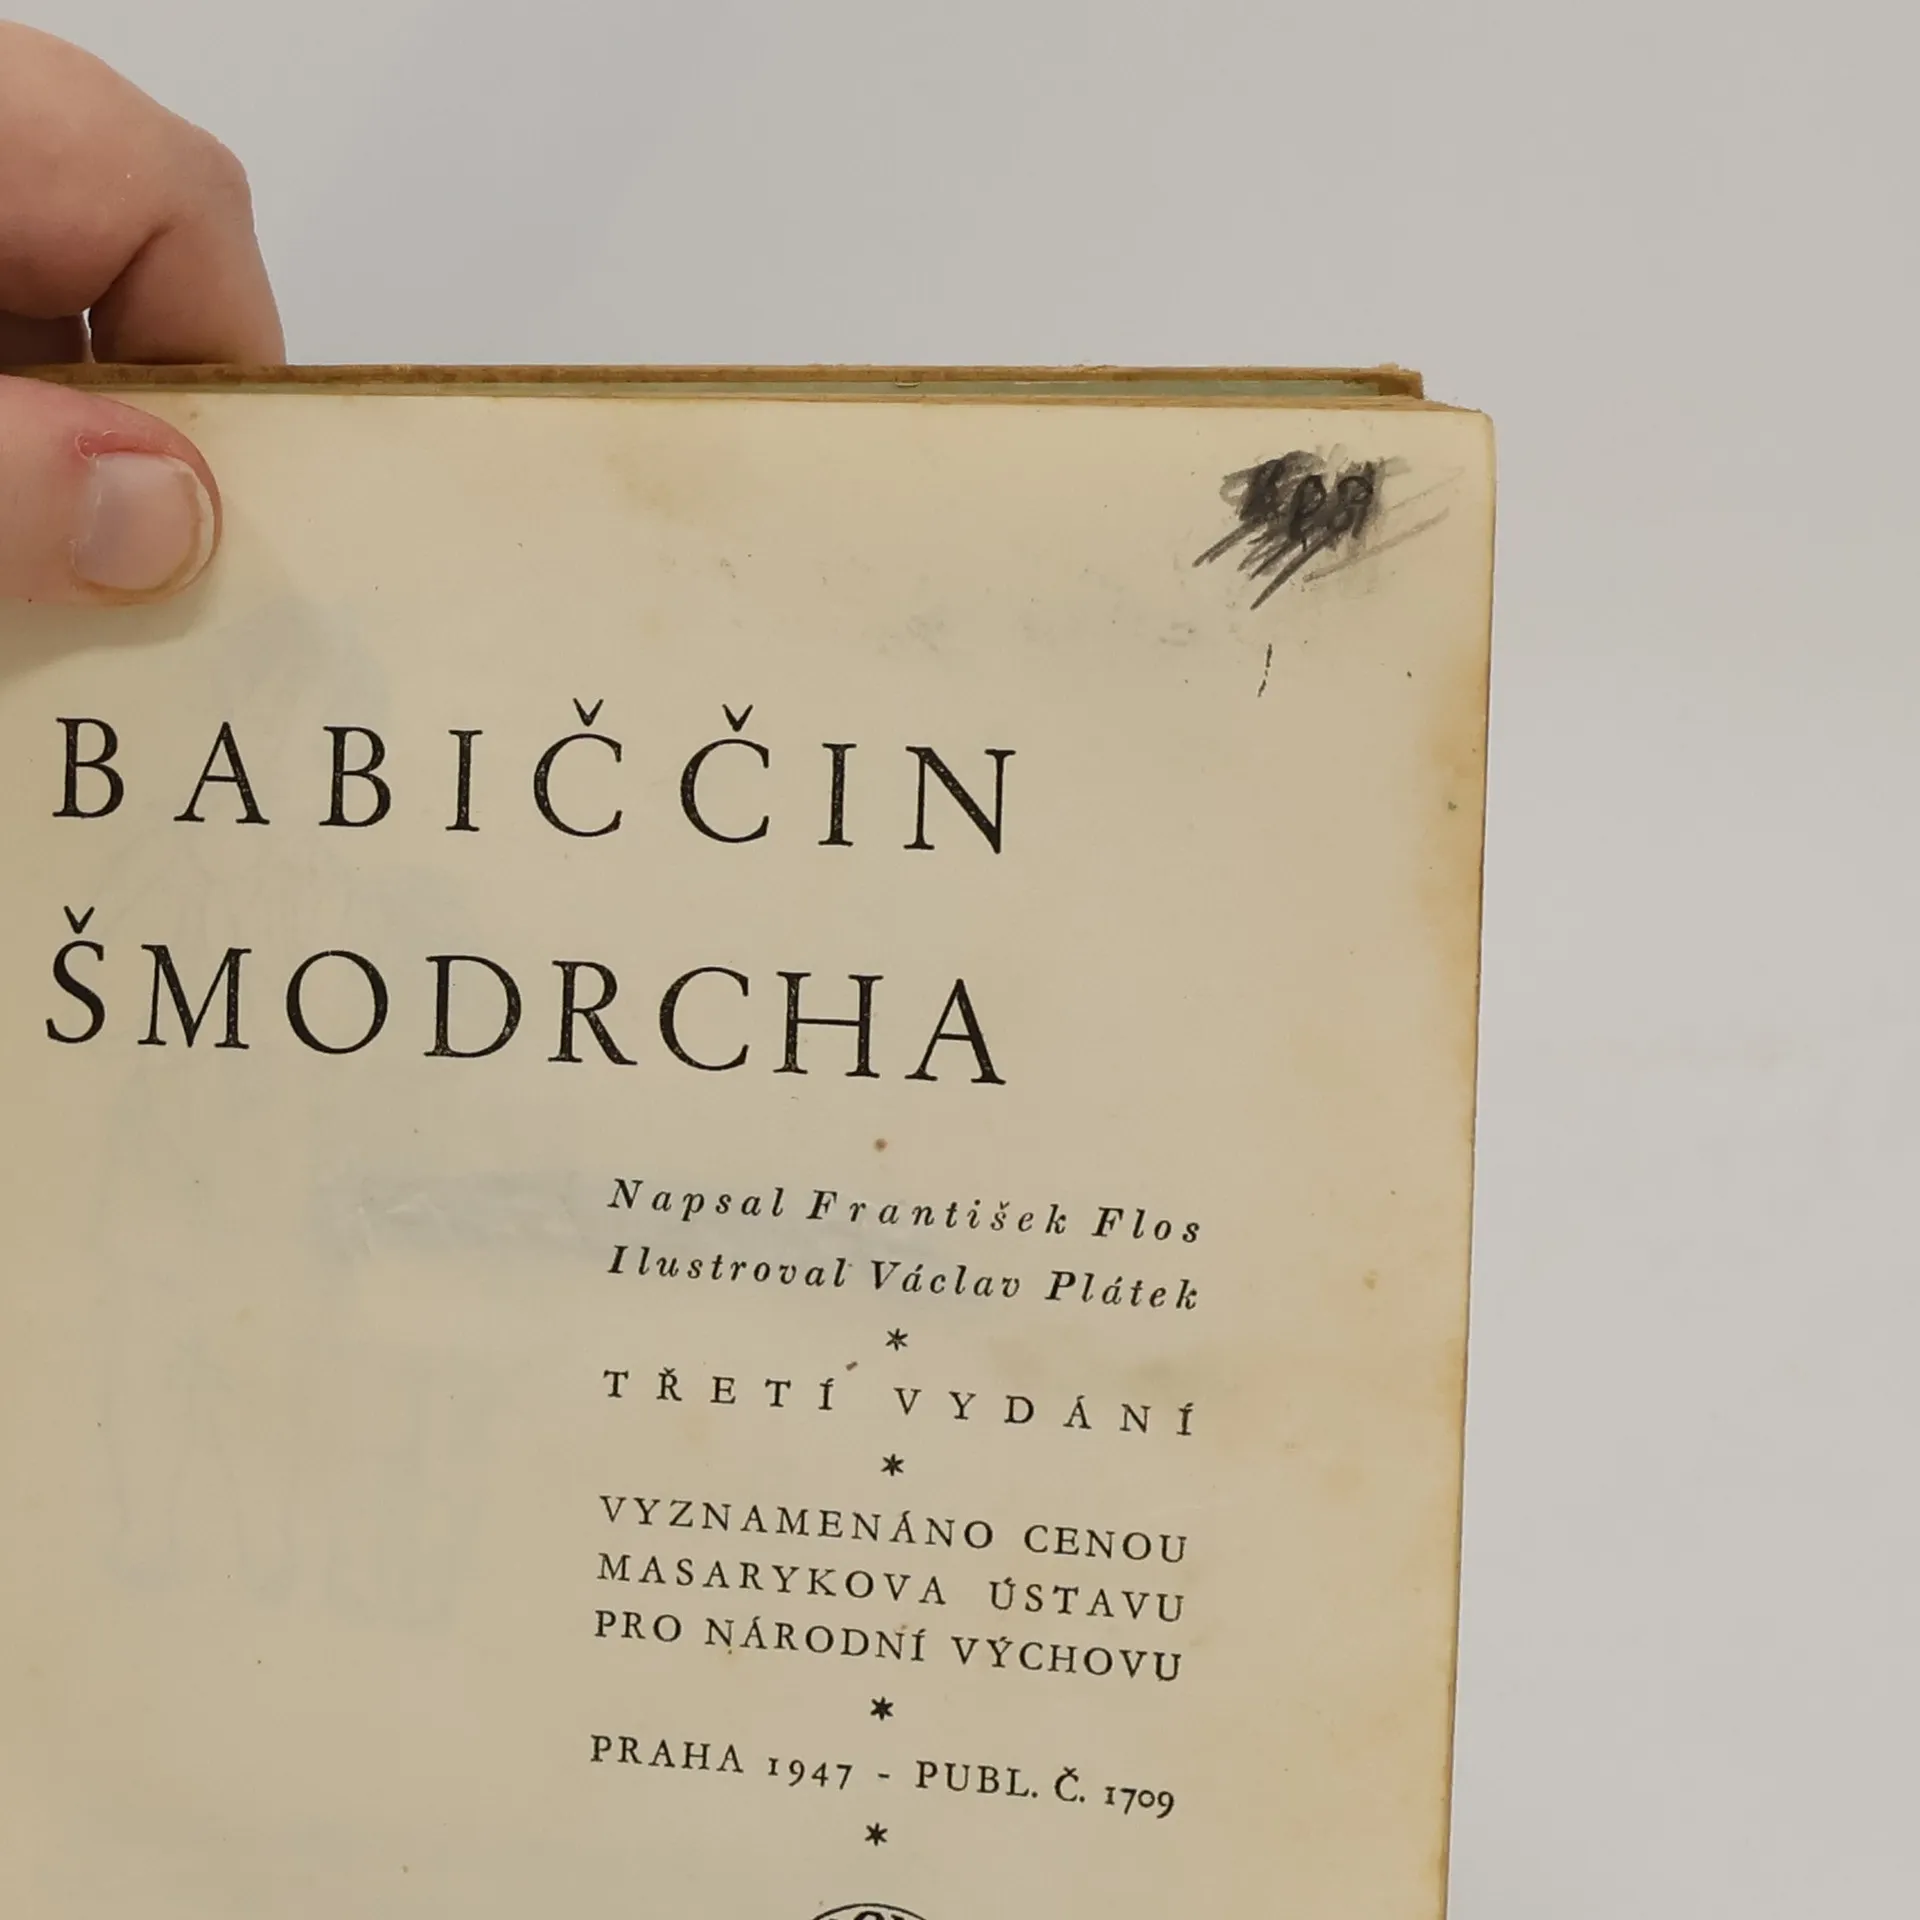 BABIČČIN
ŠMODRCHA
Napsal František Flos
Ilustroval Václav Plátek
*
TŘETÍ VYDÁNÍ
*
VYZNAMENÁNO CENOU
MASARYKOVA ÚSTAVU
PRO NÁRODNÍ VÝCHOVU
*
PRAHA 1947 - PUBL. Č. 1709
*